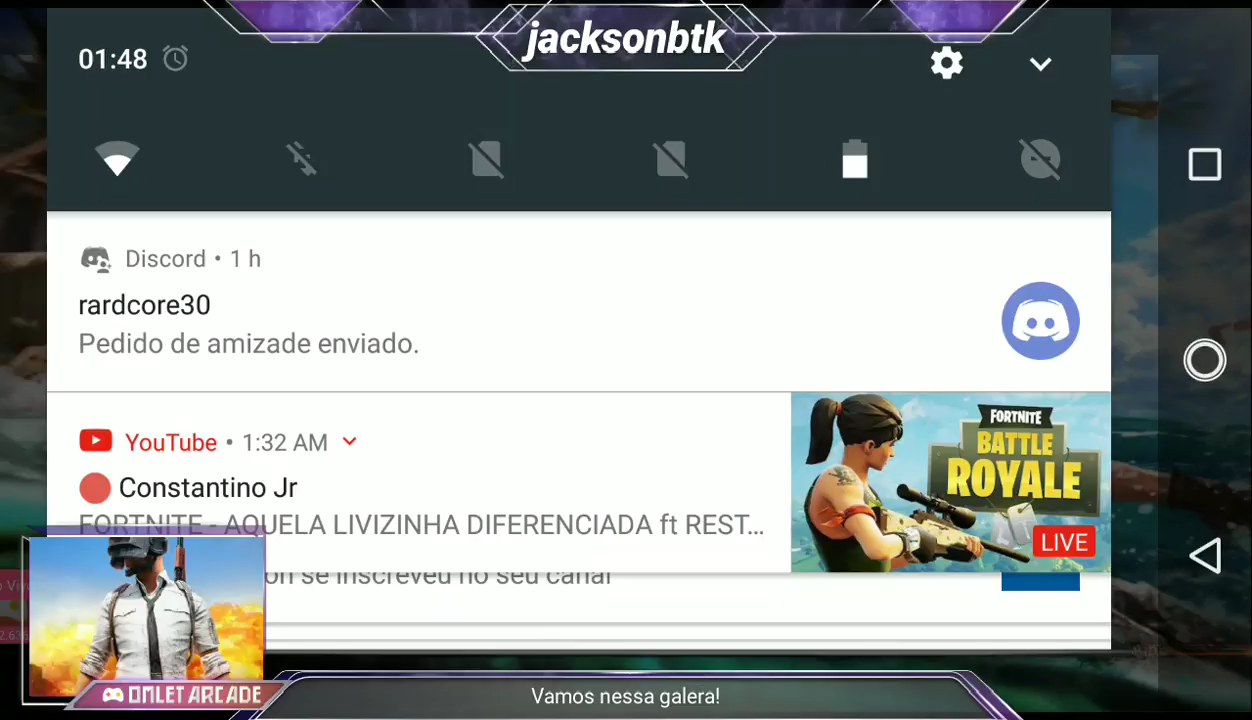 jacksonbtk
01:48
Discord • 1 h
rardcore30
Pedido de amizade enviado.
YouTube • 1:32 AM
Constantino Jr
FORTNITE - AQUELA LIVIZINHA DIFERENCIADA ft REST...
FORTNITE
BATTLE
ROYALE
LIVE
on se inscreveu no seu canal
OMLET ARCADE
Vamos nessa galera!